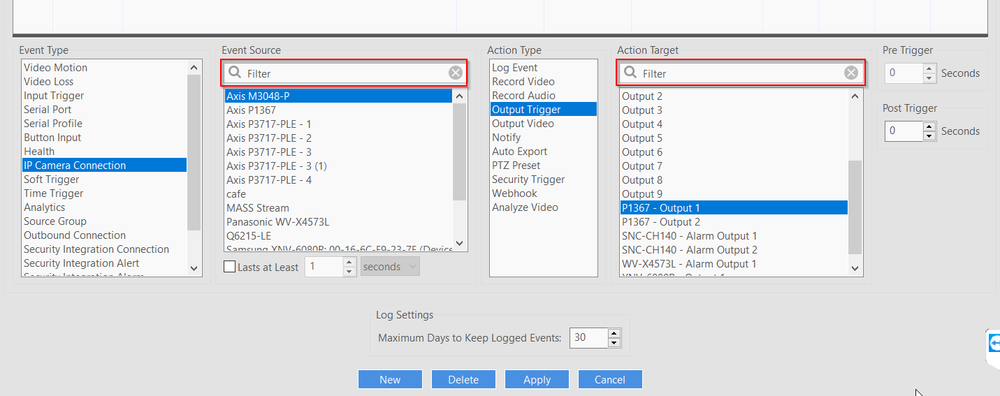 Event Type
Video Motion
Video Loss
Input Trigger
Serial Port
Serial Profile
Button Input
Health
IP Camera Connection
Soft Trigger
Time Trigger
Analytics
Source Group
Outbound Connection
Security Integration Connection
Security Integration Alert
Security Integration Alarm
Event Source
Filter
Axis M3048-P
Axis P1367
Axis P3717-PLE - 1
Axis P3717-PLE - 2
Axis P3717-PLE - 3
Axis P3717-PLE - 3 (1)
Axis P3717-PLE - 4
cafe
MASS Stream
Panasonic WV-X4573L
Q6215-LE
Samsung XNV-6080R: 00-16-6C-F9-23-7F (Device
Lasts at Least 1 seconds
Action Type
Log Event
Record Video
Record Audio
Output Trigger
Output Video
Notify
Auto Export
PTZ Preset
Security Trigger
Webhook
Analyze Video
Action Target
Filter
Output 2
Output 3
Output 4
Output 5
Output 6
Output 7
Output 8
Output 9
P1367 - Output 1
P1367 - Output 2
SNC-CH140 - Alarm Output 1
SNC-CH140 - Alarm Output 2
WV-X4573L - Alarm Output 1
Output 1
Pre Trigger
0 Seconds
Post Trigger
0 Seconds
Log Settings
Maximum Days to Keep Logged Events: 30
New
Delete
Apply
Cancel